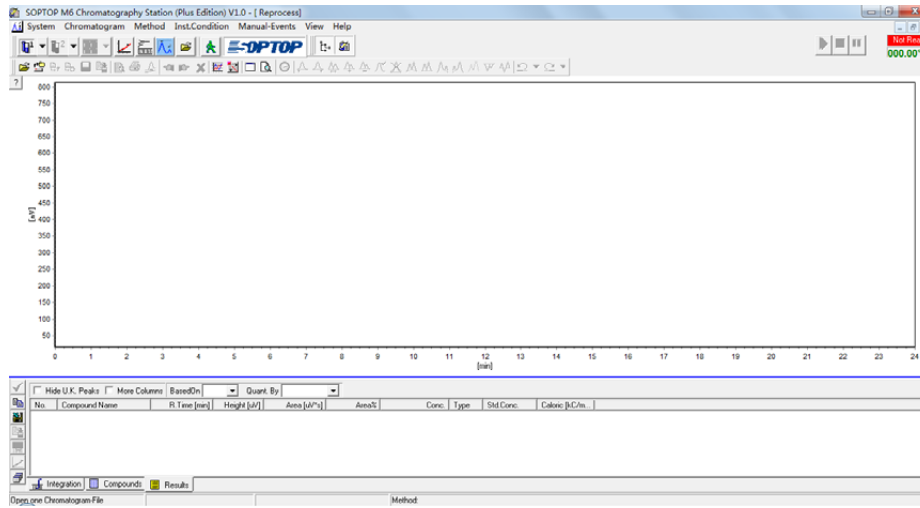 SOPTOP M6 Chromatography Station (Plus Edition) V1.0 - [ Reprocess]
System Chromatogram Method Inst.Condition Manual-Events View Help
SOPTOP
Not Rea
000.00
?
800
750
700
650
600
550
500
450
400
350
300
250
200
150
100
50
[uV]
0 1 2 3 4 5 6 7 8 9 10 11 12 13 14 15 16 17 18 19 20 21 22 23 24
[min]
Hide U.K. Peaks More Columns BasedOn Quant. By
No. Compound Name R.Time [min] Height [uV] Area [uV*s] Area% Conc. Type Std.Conc. Caloric [kC/m...
Integration Compounds Results
Open one Chromatogram-File Method: